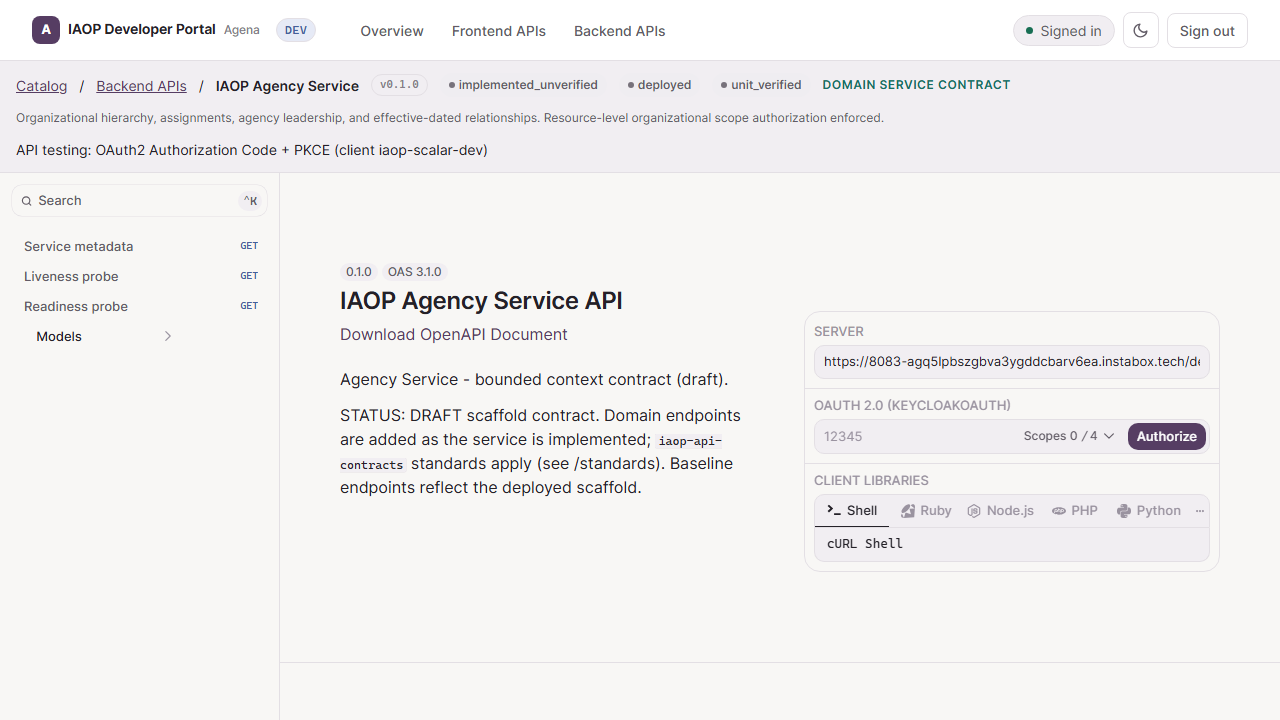 A IAOP Developer Portal Agena DEV Overview Frontend APIs Backend APIs Signed in Sign out
Catalog / Backend APIs / IAOP Agency Service v0.1.0 implemented_unverified deployed unit_verified DOMAIN SERVICE CONTRACT
Organizational hierarchy, assignments, agency leadership, and effective-dated relationships. Resource-level organizational scope authorization enforced.
API testing: OAuth2 Authorization Code + PKCE (client iaop-scalar-dev)
Search ^K
Service metadata GET
Liveness probe GET
Readiness probe GET
Models
0.1.0 OAS 3.1.0
IAOP Agency Service API
Download OpenAPI Document
Agency Service - bounded context contract (draft).
STATUS: DRAFT scaffold contract. Domain endpoints
are added as the service is implemented; iaop-api-
contracts standards apply (see /standards). Baseline
endpoints reflect the deployed scaffold.
SERVER
https://8083-agq5lpbszgbva3ygddcbarv6ea.instabox.tech/de
OAUTH 2.0 (KEYCLOAKOAUTH)
12345 Scopes 0 / 4 Authorize
CLIENT LIBRARIES
Shell Ruby Node.js PHP Python ...
cURL Shell